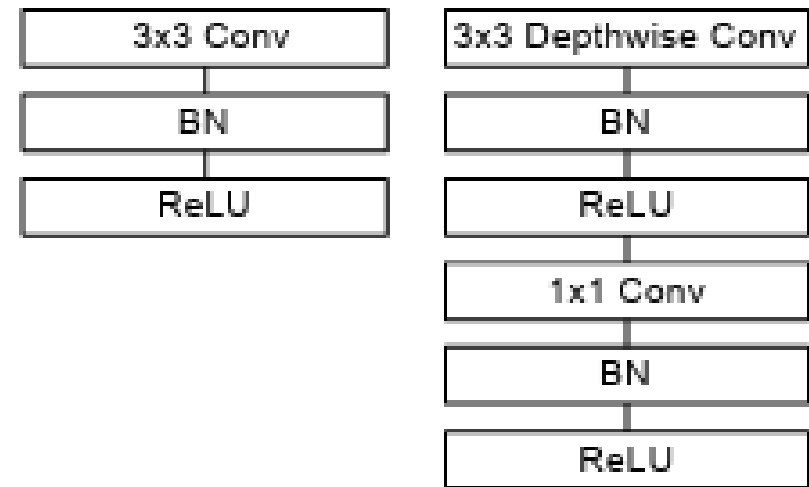 3x3 Conv
BN
ReLU
3x3 Depthwise Conv
BN
ReLU
1x1 Conv
BN
ReLU